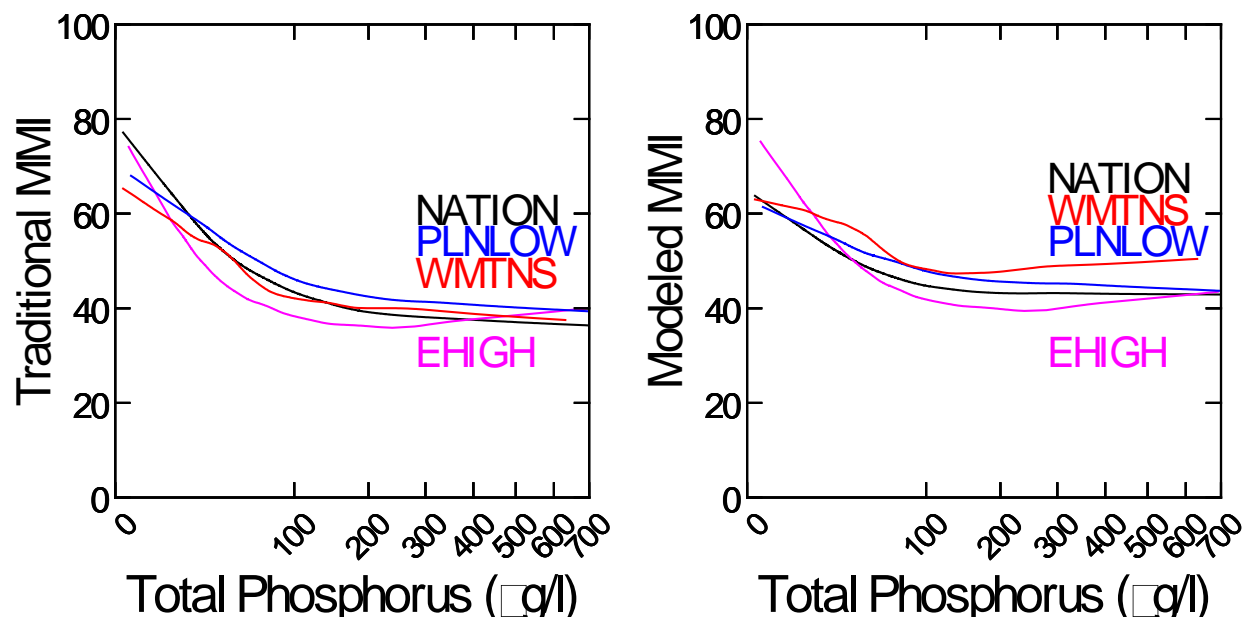 Traditional MMI
100
80
60
40
20
0
NATION
PLNLOW
WMTNS
EHIGH
0 100 200 300 400 500 600 700
Total Phosphorus (□g/l)
Modeled MMI
100
80
60
40
20
0
NATION
WMTNS
PLNLOW
EHIGH
0 100 200 300 400 500 600 700
Total Phosphorus (□g/l)